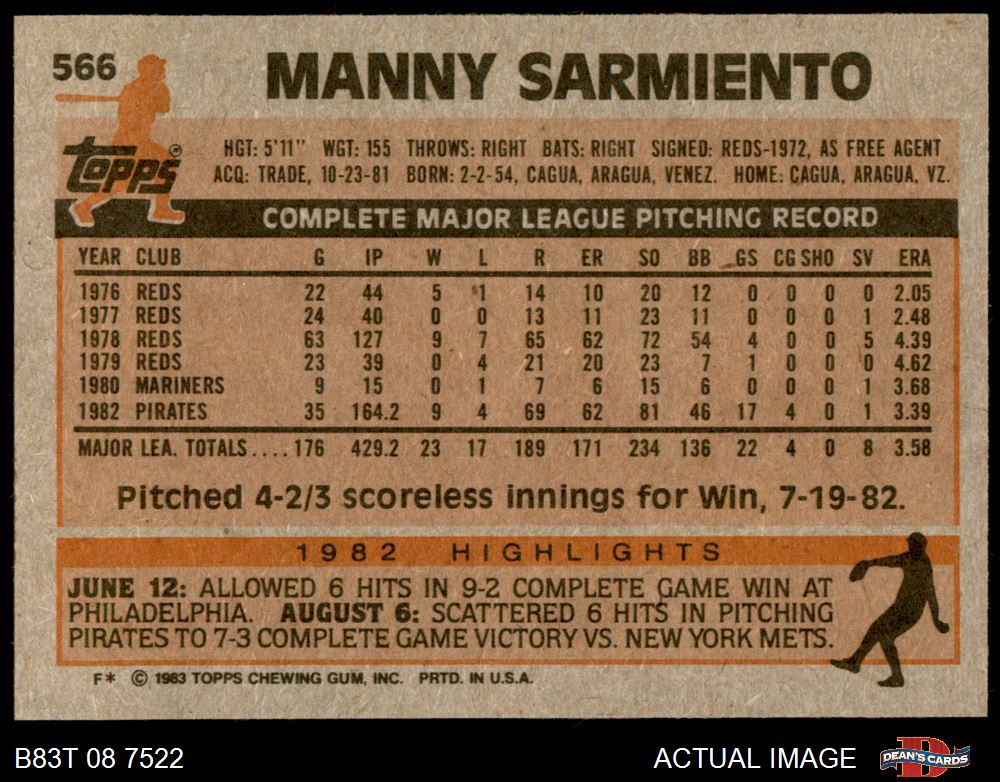 566
MANNY SARMIENTO
Topps®
HGT: 5'11" WGT: 155 THROWS: RIGHT BATS: RIGHT SIGNED: REDS-1972, AS FREE AGENT
ACQ: TRADE, 10-23-81 BORN: 2-2-54, CAGUA, ARAGUA, VENEZ. HOME: CAGUA, ARAGUA, VZ.
COMPLETE MAJOR LEAGUE PITCHING RECORD
YEAR CLUB G IP W L R ER SO BB GS CG SHO SV ERA
1976 REDS 22 44 5 1 14 10 20 12 0 0 0 0 2.05
1977 REDS 24 40 0 0 13 11 23 11 0 0 0 1 2.48
1978 REDS 63 127 9 7 65 62 72 54 4 0 0 5 4.39
1979 REDS 23 39 0 4 21 20 23 7 1 0 0 0 4.62
1980 MARINERS 9 15 0 1 7 6 15 6 0 0 0 1 3.68
1982 PIRATES 35 164.2 9 4 69 62 81 46 17 4 0 1 3.39
MAJOR LEA. TOTALS....176 429.2 23 17 189 171 234 136 22 4 0 8 3.58
Pitched 4-2/3 scoreless innings for Win, 7-19-82.
1982 HIGHLIGHTS
JUNE 12: ALLOWED 6 HITS IN 9-2 COMPLETE GAME WIN AT
PHILADELPHIA. AUGUST 6: SCATTERED 6 HITS IN PITCHING
PIRATES TO 7-3 COMPLETE GAME VICTORY VS. NEW YORK METS.
F* © 1983 TOPPS CHEWING GUM, INC. PRTD. IN U.S.A.
B83T 08 7522 ACTUAL IMAGE DEAN'S CARDS